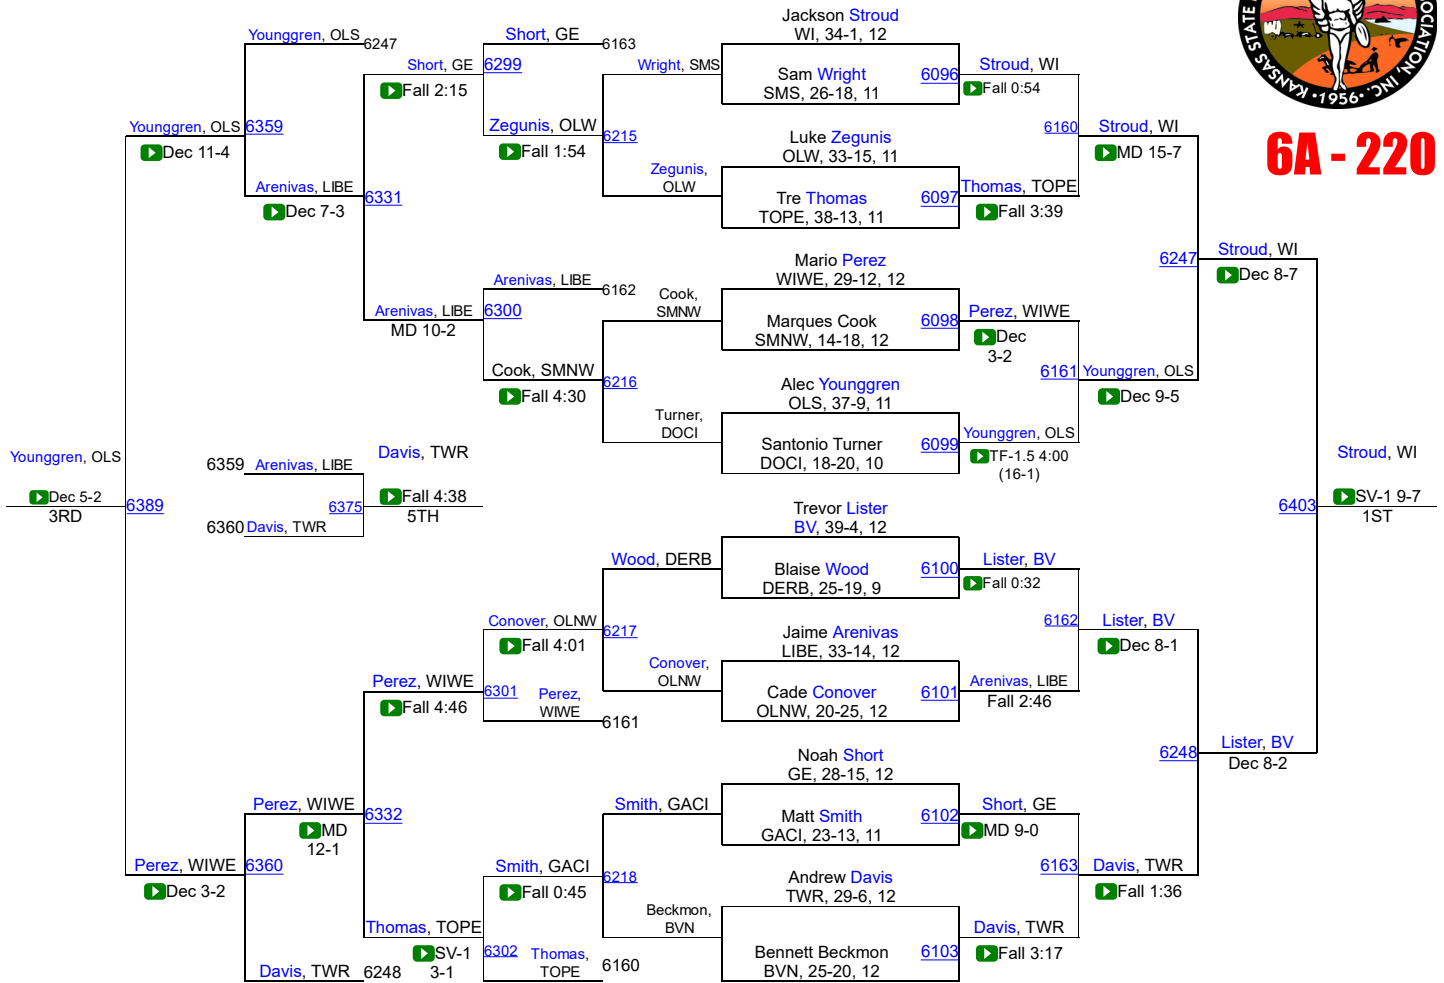 Jackson Stroud
WI, 34-1, 12
Sam Wright
SMS, 26-18, 11
6096
Luke Zegunis
OLW, 33-15, 11
Tre Thomas
TOPE, 38-13, 11
6097
Mario Perez
WIWE, 29-12, 12
Marques Cook
SMNW, 14-18, 12
6098
Alec Younggren
OLS, 37-9, 11
Santonio Turner
DOCI, 18-20, 10
6099
Trevor Lister
BV, 39-4, 12
Blaise Wood
DERB, 25-19, 9
6100
Jaime Arenivas
LIBE, 33-14, 12
Cade Conover
OLNW, 20-25, 12
6101
Noah Short
GE, 28-15, 12
Matt Smith
GACI, 23-13, 11
6102
Andrew Davis
TWR, 29-6, 12
Bennett Beckmon
BVN, 25-20, 12
6103
Stroud, WI
Fall 0:54
6160
Thomas, TOPE
Fall 3:39
Perez, WIWE
Dec
3-2
6161
Younggren, OLS
TF-1.5 4:00
(16-1)
Lister, BV
Fall 0:32
6162
Arenivas, LIBE
Fall 2:46
Short, GE
MD 9-0
6163
Davis, TWR
Fall 3:17
Stroud, WI
MD 15-7
6247
Younggren, OLS
Dec 9-5
Lister, BV
Dec 8-1
6248
Davis, TWR
Fall 1:36
Stroud, WI
Dec 8-7
6403
Lister, BV
Dec 8-2
Stroud, WI
SV-1 9-7
1ST
Wright, SMS
6215
Zegunis,
OLW
Cook,
SMNW
6216
Turner,
DOCI
Wood, DERB
6217
Conover,
OLNW
Smith, GACI
6218
Beckmon,
BVN
Short, GE
6163
6299
Zegunis, OLW
Fall 1:54
Arenivas, LIBE
6162
6300
Cook, SMNW
Fall 4:30
Conover, OLNW
Fall 4:01
6301
Perez,
WIWE
6161
Smith, GACI
Fall 0:45
6302
Thomas,
TOPE
6160
Short, GE
Fall 2:15
6331
Arenivas, LIBE
MD 10-2
Perez, WIWE
Fall 4:46
6332
Thomas, TOPE
SV-1
3-1
Younggren, OLS
6247
6359
Arenivas, LIBE
Dec 7-3
Perez, WIWE
MD
12-1
6360
Davis, TWR
6248
Younggren, OLS
Dec 11-4
6389
Perez, WIWE
Dec 3-2
Younggren, OLS
Dec 5-2
3RD
6359
Arenivas, LIBE
6375
6360
Davis, TWR
Davis, TWR
Fall 4:38
5TH
KANSAS STATE
OCIATION, INC.
•1956•
6A - 220